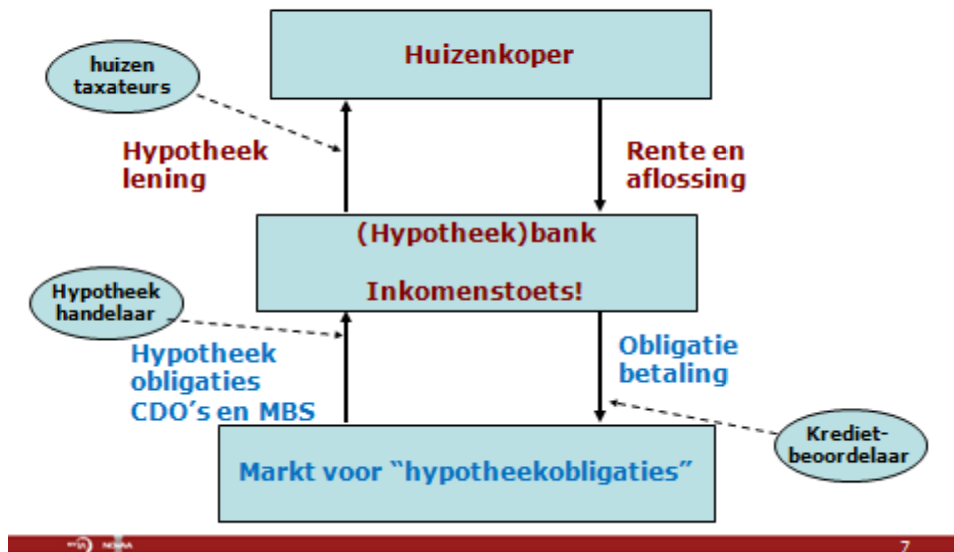 Huizenkoper
huizen
taxateurs
Hypotheek
lening
Rente en
aflossing
(Hypotheek)bank
Inkomenstoets!
Hypotheek
handelaar
Hypotheek
obligaties
CDO's en MBS
Obligatie
betaling
Krediet-
beoordelaar
Markt voor “hypotheekobligaties”
7